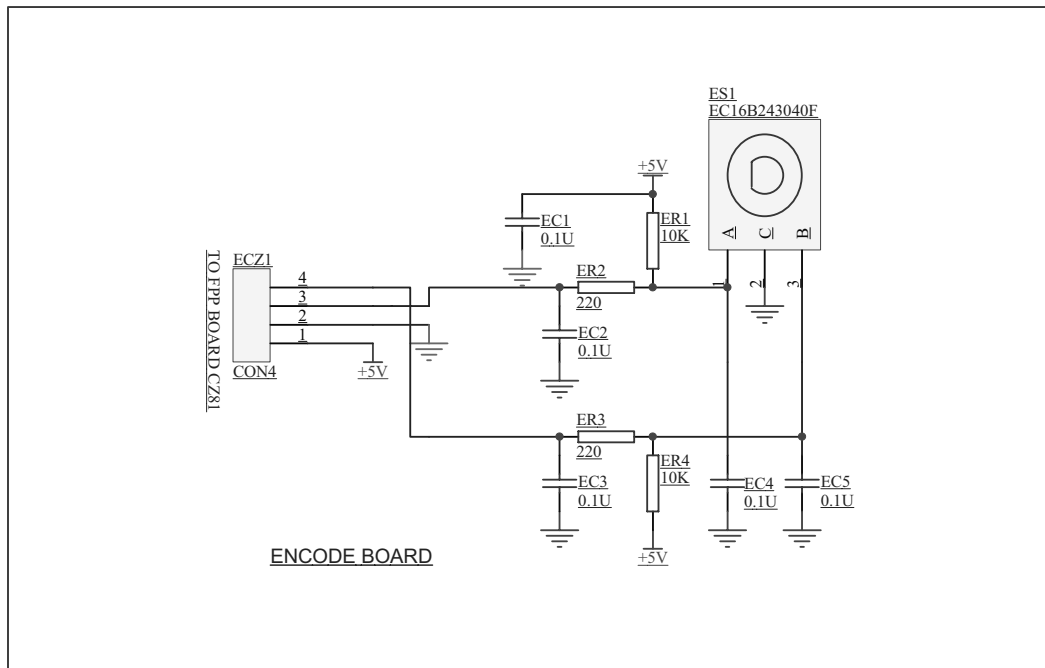 ES1
EC16B243040F
+5V
EC1
0.1U
ER1
10K
A
C
B
1
2
3
TO FPP BOARD CZ81
ECZ1
4
3
2
1
CON4
+5V
ER2
220
EC2
0.1U
ER3
220
ER4
10K
EC3
0.1U
EC4
0.1U
EC5
0.1U
+5V
ENCODE BOARD